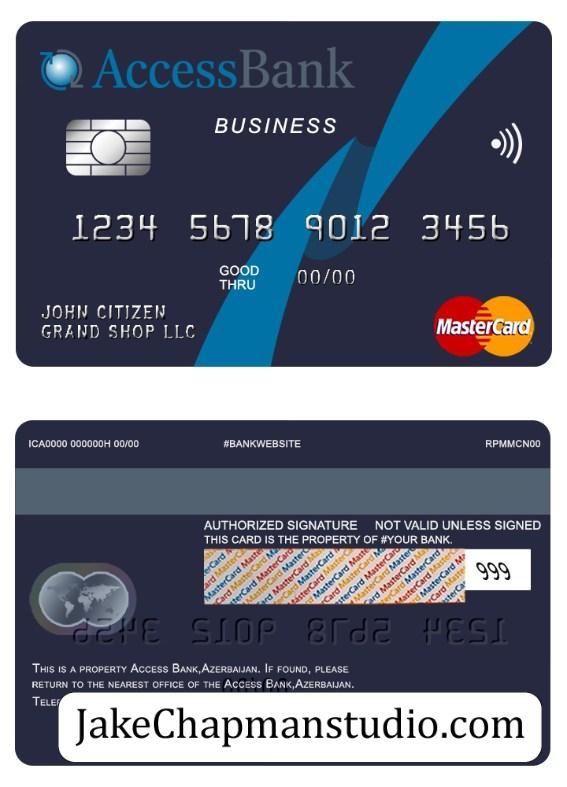 AccessBank
BUSINESS
1234 5678 9012 3456
GOOD
THRU 00/00
JOHN CITIZEN
GRAND SHOP LLC
MasterCard
ICA0000 000000H 00/00 #BANKWEBSITE RPMMCN00
AUTHORIZED SIGNATURE NOT VALID UNLESS SIGNED
THIS CARD IS THE PROPERTY OF #YOUR BANK.
MasterCard MasterCard MasterCard
999
THIS IS A PROPERTY ACCESS BANK,AZERBAIJAN. IF FOUND, PLEASE
RETURN TO THE NEAREST OFFICE OF THE ACCESS BANK,AZERBAIJAN.
JakeChapmanstudio.com